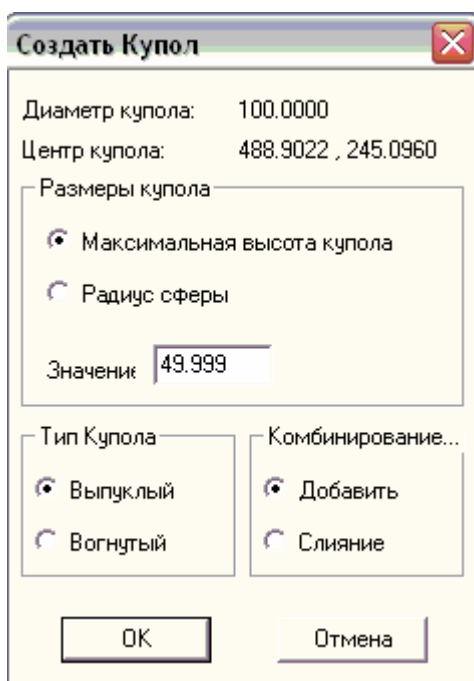 Создать Купол
Диаметр купола: 100.0000
Центр купола: 488.9022 , 245.0960
Размеры купола
Максимальная высота купола
Радиус сферы
Значение 49.999
Тип Купола
Выпуклый
Вогнутый
Комбинирование...
Добавить
Слияние
OK
Отмена